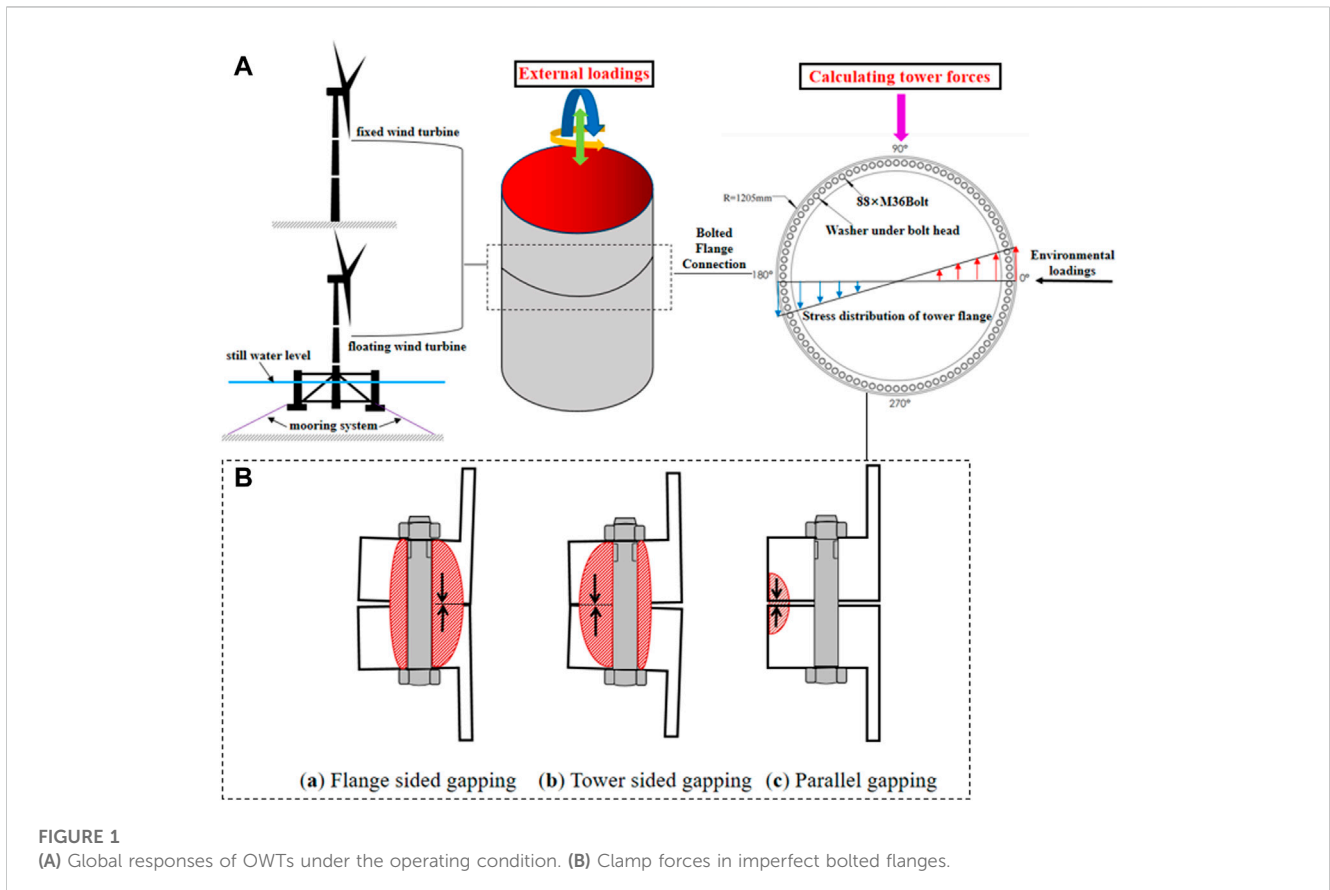 A
External loadings
Calculating tower forces
fixed wind turbine
90°
R=1205mm
88×M36Bolt
Washer under bolt head
Bolted
Flange
Connection
Environmental
loadings
180°
0°
Stress distribution of tower flange
floating wind turbine
still water level
mooring system
270°
B
(a) Flange sided gapping (b) Tower sided gapping (c) Parallel gapping
FIGURE 1
(A) Global responses of OWTs under the operating condition. (B) Clamp forces in imperfect bolted flanges.